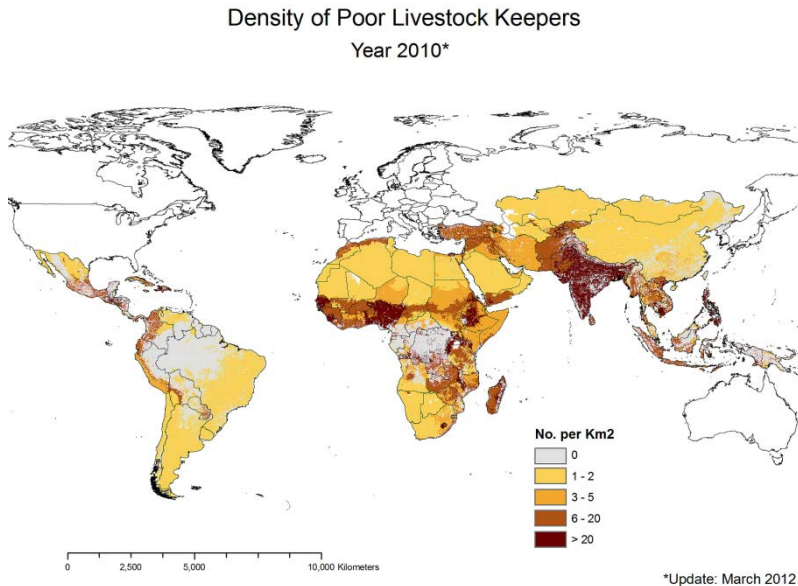 Density of Poor Livestock Keepers
Year 2010*
No. per Km2
0
1 - 2
3 - 5
6 - 20
> 20
0 2,500 5,000 10,000 Kilometers
*Update: March 2012